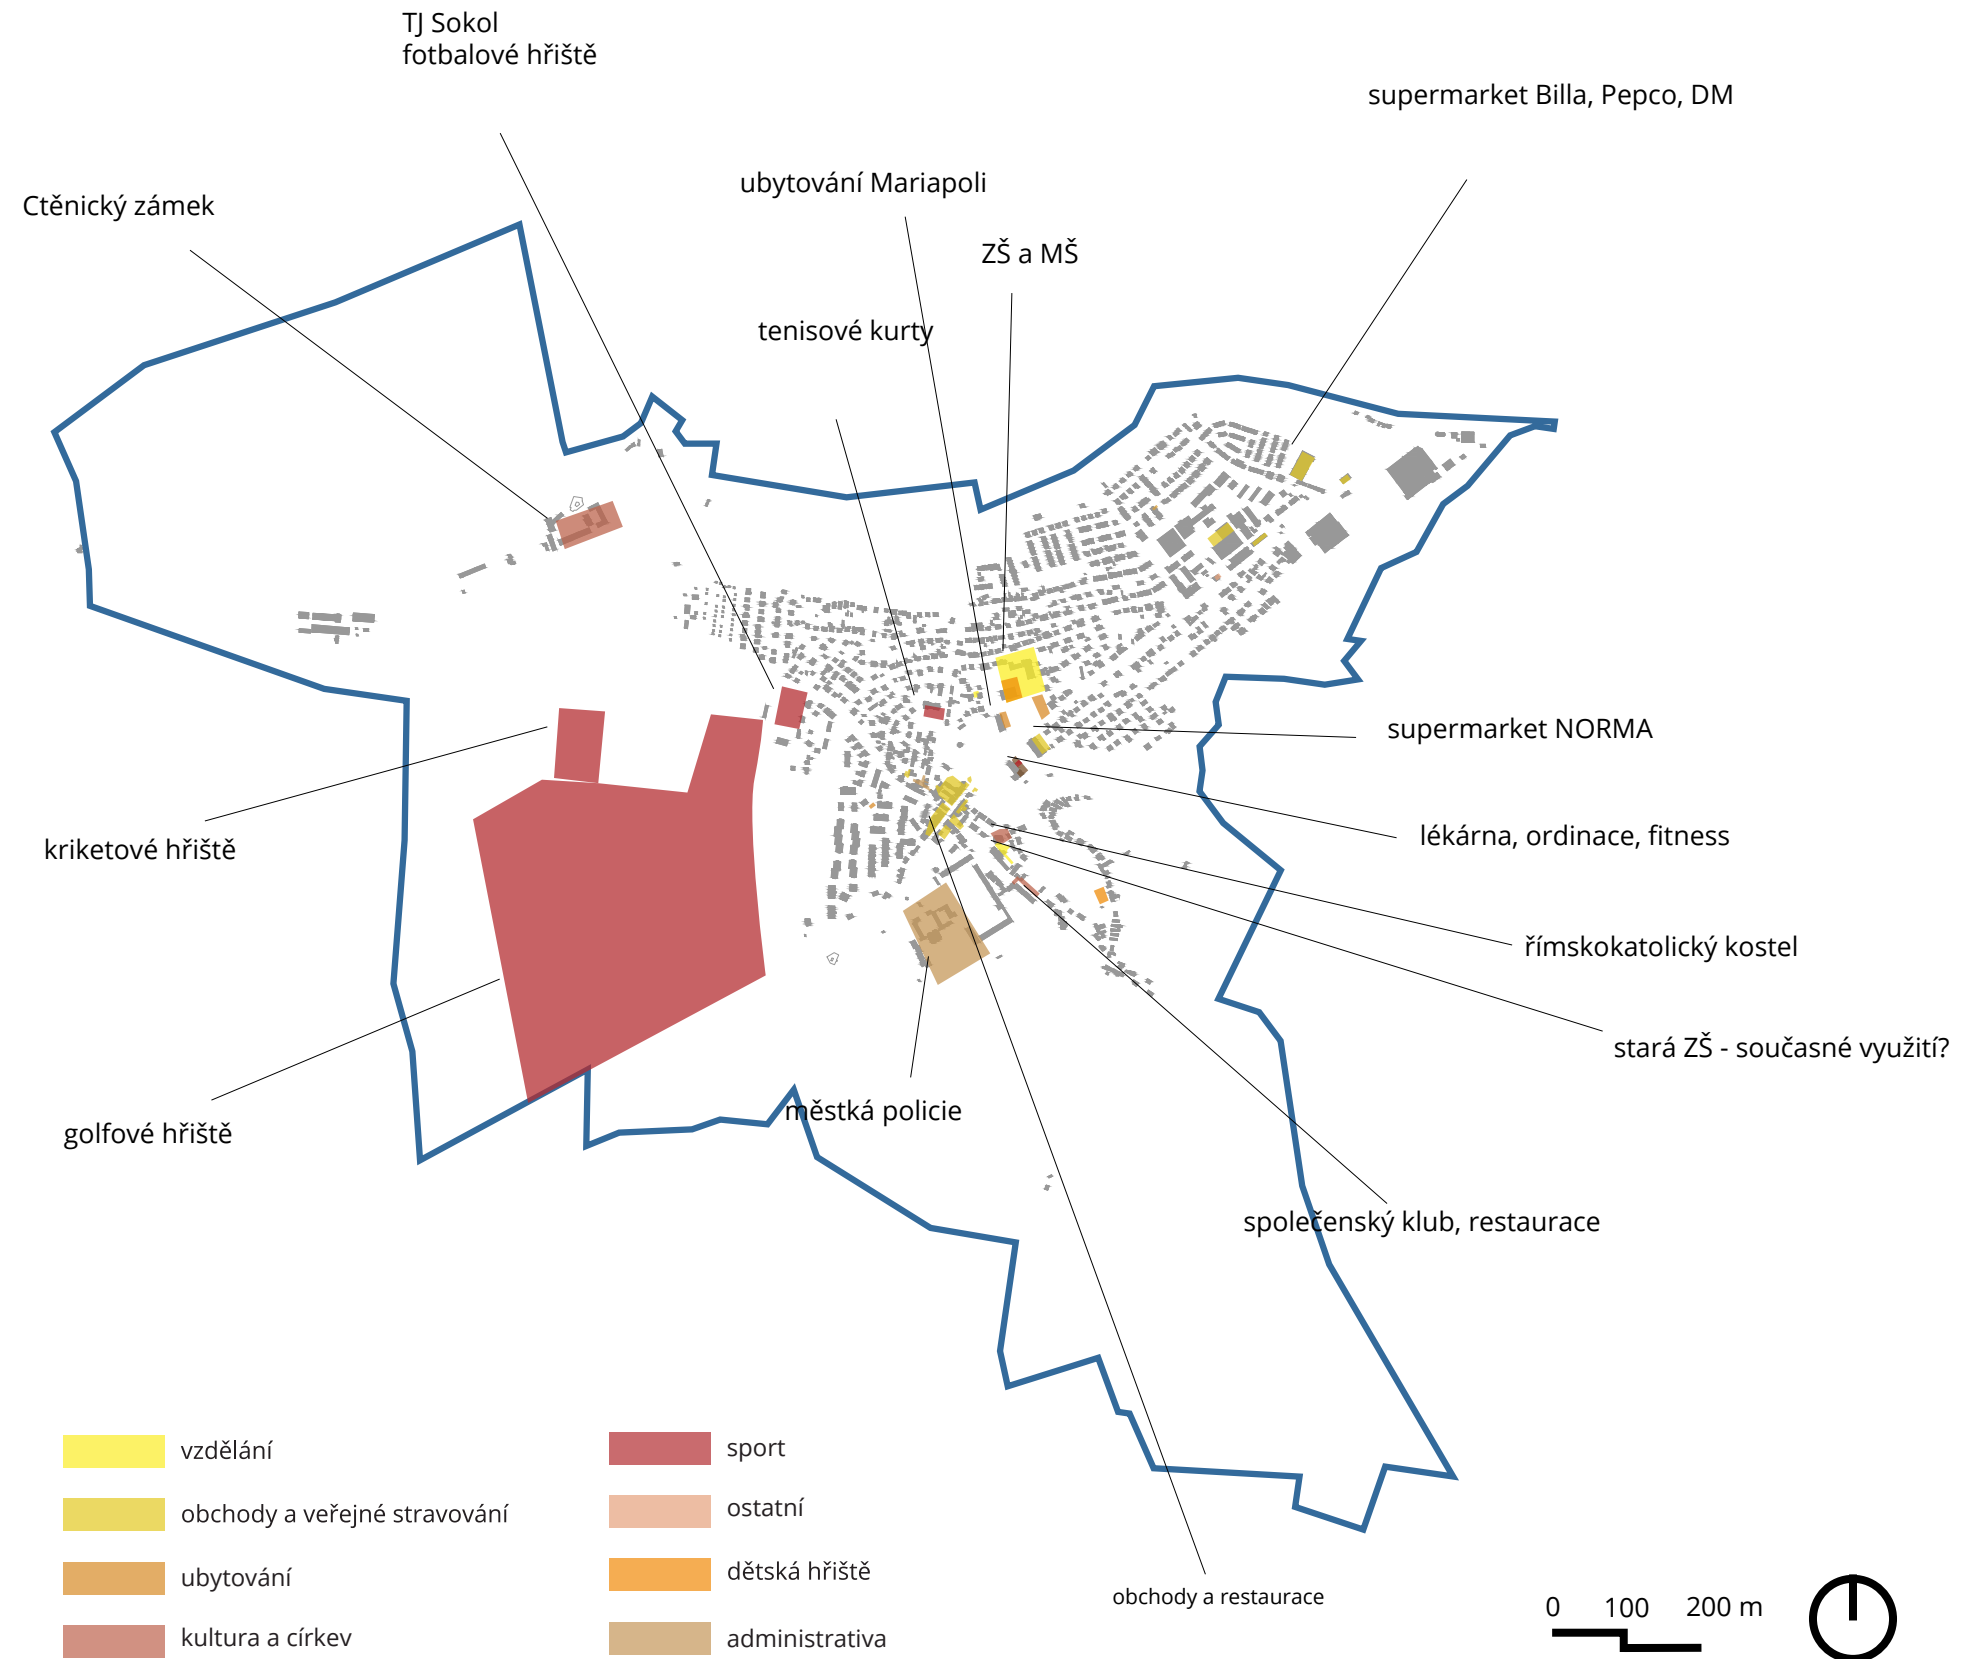 TJ Sokol
fotbalové hřiště
supermarket Billa, Pepco, DM
ubytování Mariapoli
Ctěnický zámek
ZŠ a MŠ
tenisové kurty
supermarket NORMA
lékárna, ordinace, fitness
kriketové hřiště
římskokatolický kostel
stará ZŠ - současné využití?
městká policie
golfové hřiště
společenský klub, restaurace
obchody a restaurace
vzdělání
obchody a veřejné stravování
ubytování
kultura a církev
sport
ostatní
dětská hřiště
administrativa
0 100 200 m